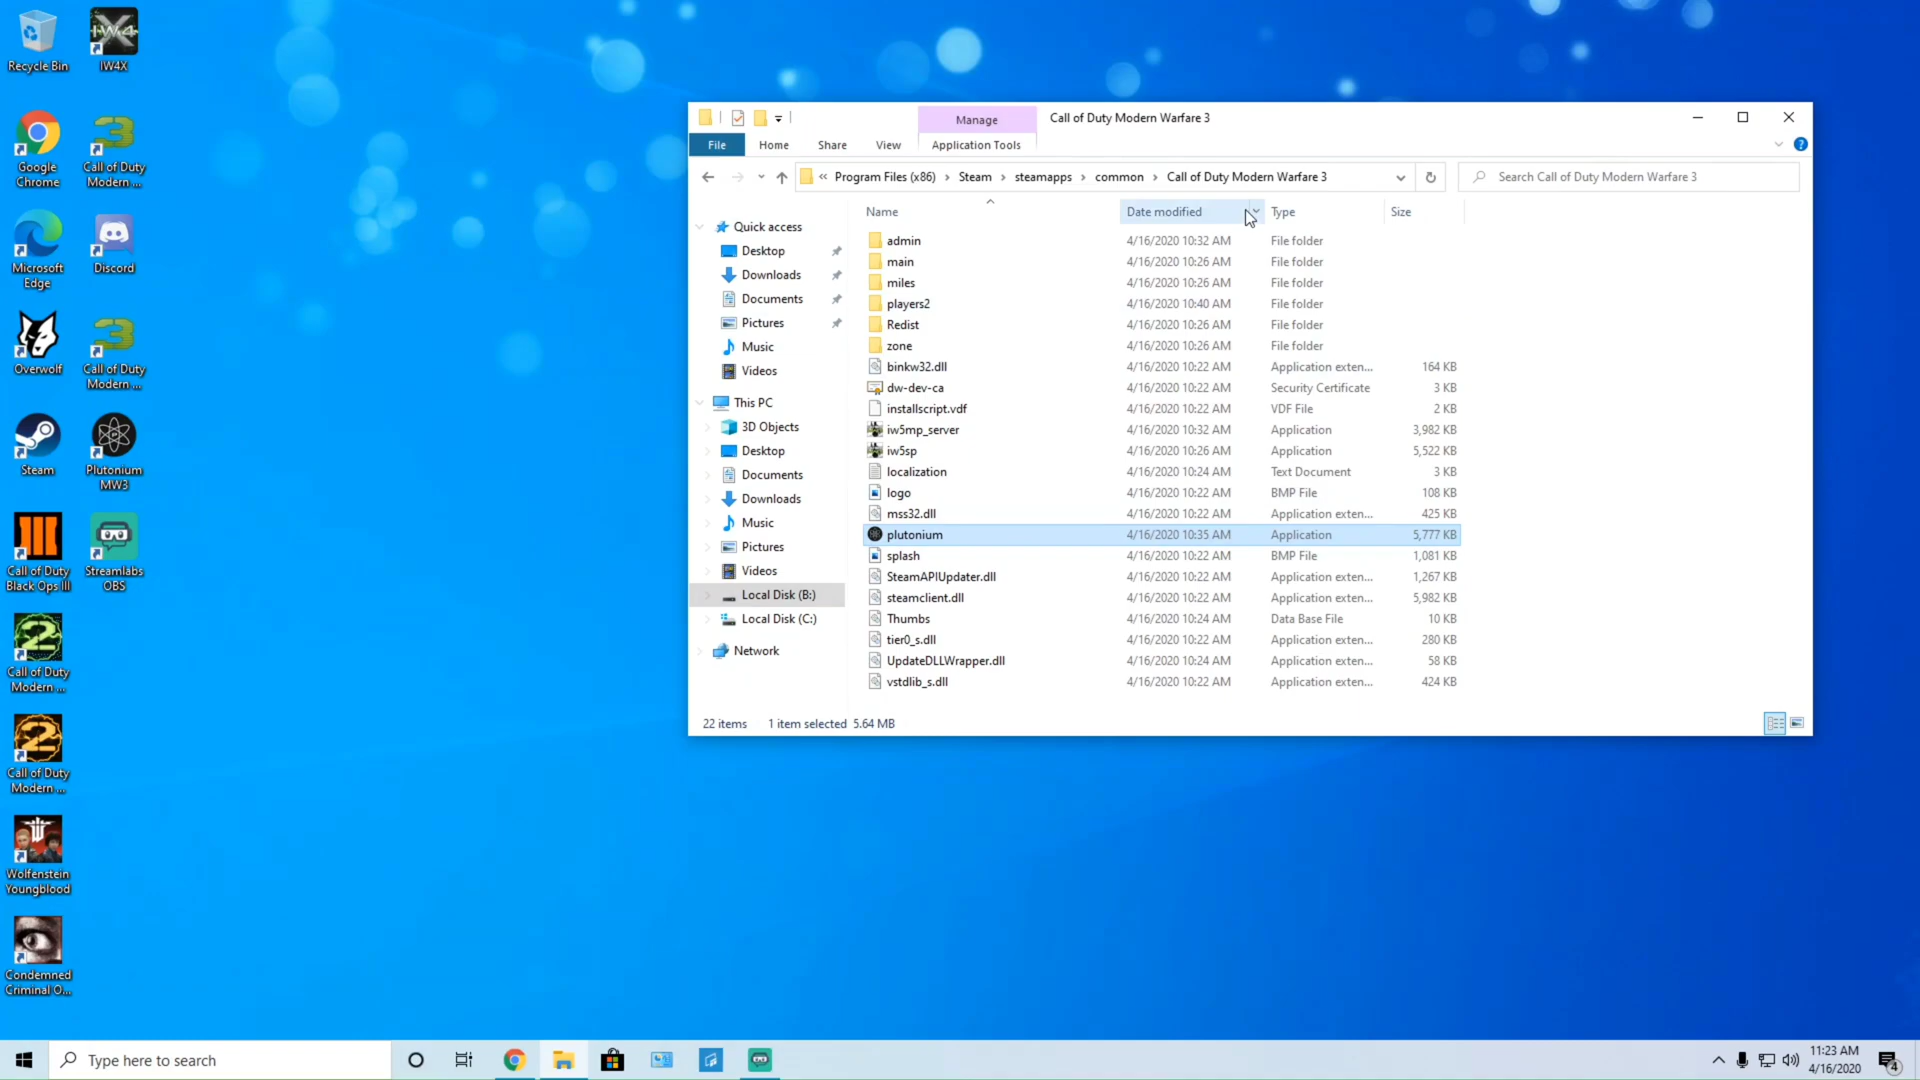 Recycle Bin
IW4X
Google
Chrome
Call of Duty
Modern ...
Microsoft
Edge
Discord
Overwolf
Call of Duty
Modern ...
Steam
Plutonium
MW3
Call of Duty
Black Ops III
Streamlabs
OBS
Call of Duty
Modern ...
Call of Duty
Modern ...
Wolfenstein
Youngblood
Condemned
Criminal O...
Manage
Call of Duty Modern Warfare 3
File
Home
Share
View
Application Tools
« Program Files (x86) › Steam › steamapps › common › Call of Duty Modern Warfare 3
Search Call of Duty Modern Warfare 3
Quick access
Desktop
Downloads
Documents
Pictures
Music
Videos
This PC
3D Objects
Desktop
Documents
Downloads
Music
Pictures
Videos
Local Disk (B:)
Local Disk (C:)
Network
Name Date modified Type Size
admin 4/16/2020 10:32 AM File folder
main 4/16/2020 10:26 AM File folder
miles 4/16/2020 10:26 AM File folder
players2 4/16/2020 10:40 AM File folder
Redist 4/16/2020 10:26 AM File folder
zone 4/16/2020 10:26 AM File folder
binkw32.dll 4/16/2020 10:22 AM Application exten... 164 KB
dw-dev-ca 4/16/2020 10:22 AM Security Certificate 3 KB
installscript.vdf 4/16/2020 10:22 AM VDF File 2 KB
iw5mp_server 4/16/2020 10:32 AM Application 3,982 KB
iw5sp 4/16/2020 10:26 AM Application 5,522 KB
localization 4/16/2020 10:24 AM Text Document 3 KB
logo 4/16/2020 10:22 AM BMP File 108 KB
mss32.dll 4/16/2020 10:22 AM Application exten... 425 KB
plutonium 4/16/2020 10:35 AM Application 5,777 KB
splash 4/16/2020 10:22 AM BMP File 1,081 KB
SteamAPIUpdater.dll 4/16/2020 10:22 AM Application exten... 1,267 KB
steamclient.dll 4/16/2020 10:22 AM Application exten... 5,982 KB
Thumbs 4/16/2020 10:24 AM Data Base File 10 KB
tier0_s.dll 4/16/2020 10:22 AM Application exten... 280 KB
UpdateDLLWrapper.dll 4/16/2020 10:24 AM Application exten... 58 KB
vstdlib_s.dll 4/16/2020 10:22 AM Application exten... 424 KB
22 items 1 item selected 5.64 MB
Type here to search
11:23 AM
4/16/2020
4